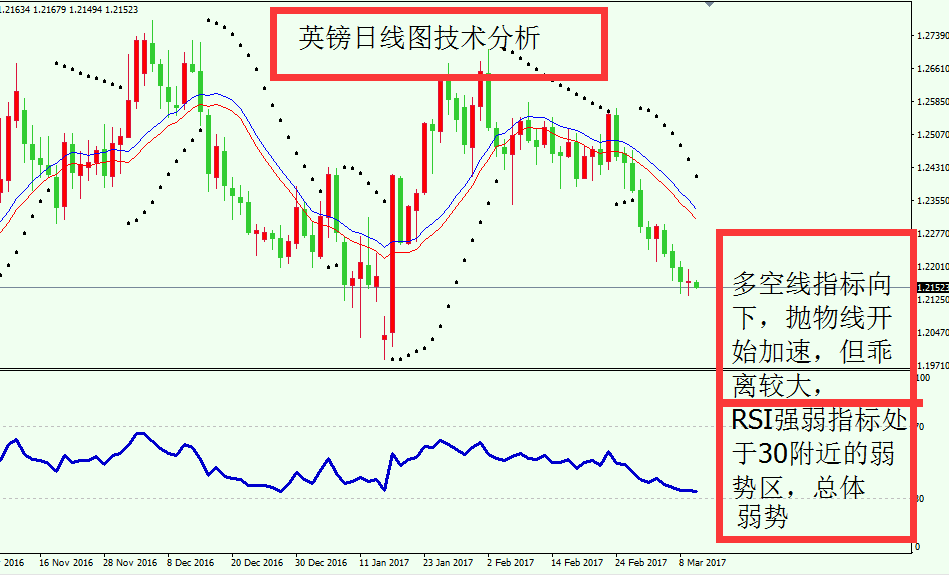 1.21634 1.21679 1.21494 1.21523
英镑日线图技术分析
1.27390
1.26610
1.25850
1.25070
1.24310
1.23550
1.22770
1.22010
1.21523
1.21250
1.20470
1.19710
多空线指标向
下，抛物线开
始加速，但乖
离较大，
RSI强弱指标处
于30附近的弱
势区，总体
弱势
100
70
30
0
2016
16 Nov 2016
28 Nov 2016
8 Dec 2016
20 Dec 2016
30 Dec 2016
11 Jan 2017
23 Jan 2017
2 Feb 2017
14 Feb 2017
24 Feb 2017
8 Mar 2017